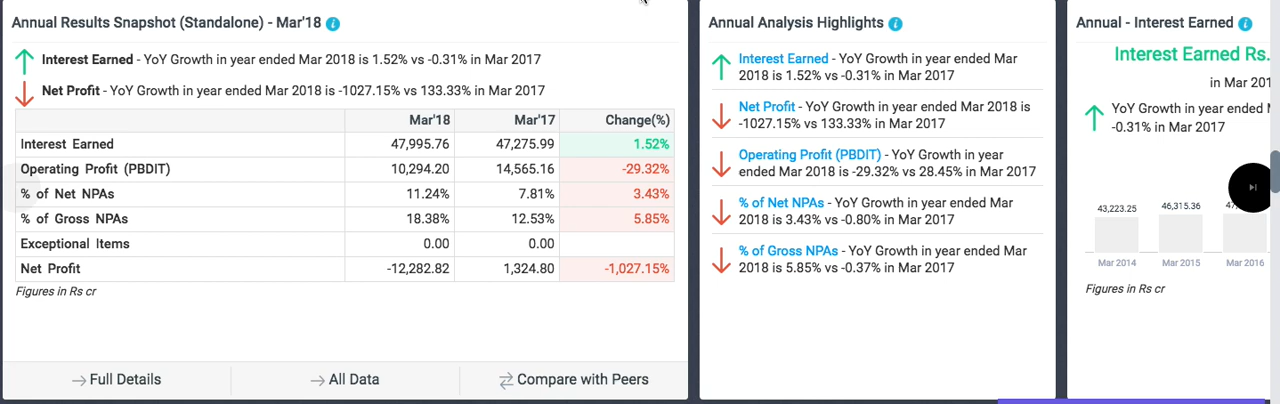 Annual Results Snapshot (Standalone) - Mar'18
Interest Earned - YoY Growth in year ended Mar 2018 is 1.52% vs -0.31% in Mar 2017
Net Profit - YoY Growth in year ended Mar 2018 is -1027.15% vs 133.33% in Mar 2017
Mar'18 Mar'17 Change(%)
Interest Earned 47,995.76 47,275.99 1.52%
Operating Profit (PBDIT) 10,294.20 14,565.16 -29.32%
% of Net NPAs 11.24% 7.81% 3.43%
% of Gross NPAs 18.38% 12.53% 5.85%
Exceptional Items 0.00 0.00
Net Profit -12,282.82 1,324.80 -1,027.15%
Figures in Rs cr
Full Details All Data Compare with Peers
Annual Analysis Highlights
Interest Earned - YoY Growth in year ended Mar
2018 is 1.52% vs -0.31% in Mar 2017
Net Profit - YoY Growth in year ended Mar 2018 is
-1027.15% vs 133.33% in Mar 2017
Operating Profit (PBDIT) - YoY Growth in year
ended Mar 2018 is -29.32% vs 28.45% in Mar 2017
% of Net NPAs - YoY Growth in year ended Mar
2018 is 3.43% vs -0.80% in Mar 2017
% of Gross NPAs - YoY Growth in year ended Mar
2018 is 5.85% vs -0.37% in Mar 2017
Annual - Interest Earned
Interest Earned Rs.
in Mar 201
YoY Growth in year ended
-0.31% in Mar 2017
43,223.25 46,315.36 47,
Mar 2014 Mar 2015 Mar 2016
Figures in Rs cr